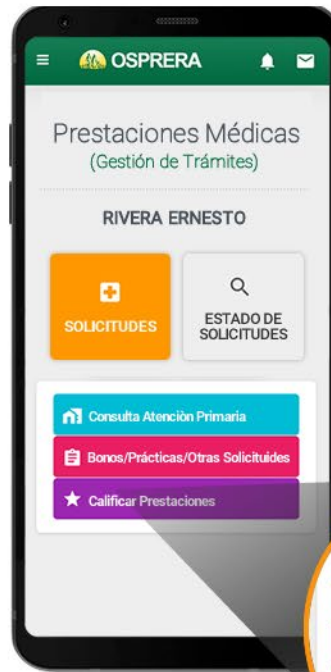 OSPRERA
Prestaciones Médicas
(Gestión de Trámites)
RIVERA ERNESTO
SOLICITUDES
ESTADO DE
SOLICITUDES
Consulta Atenciòn Primaria
Bonos/Prácticas/Otras Solicituides
Calificar Prestaciones